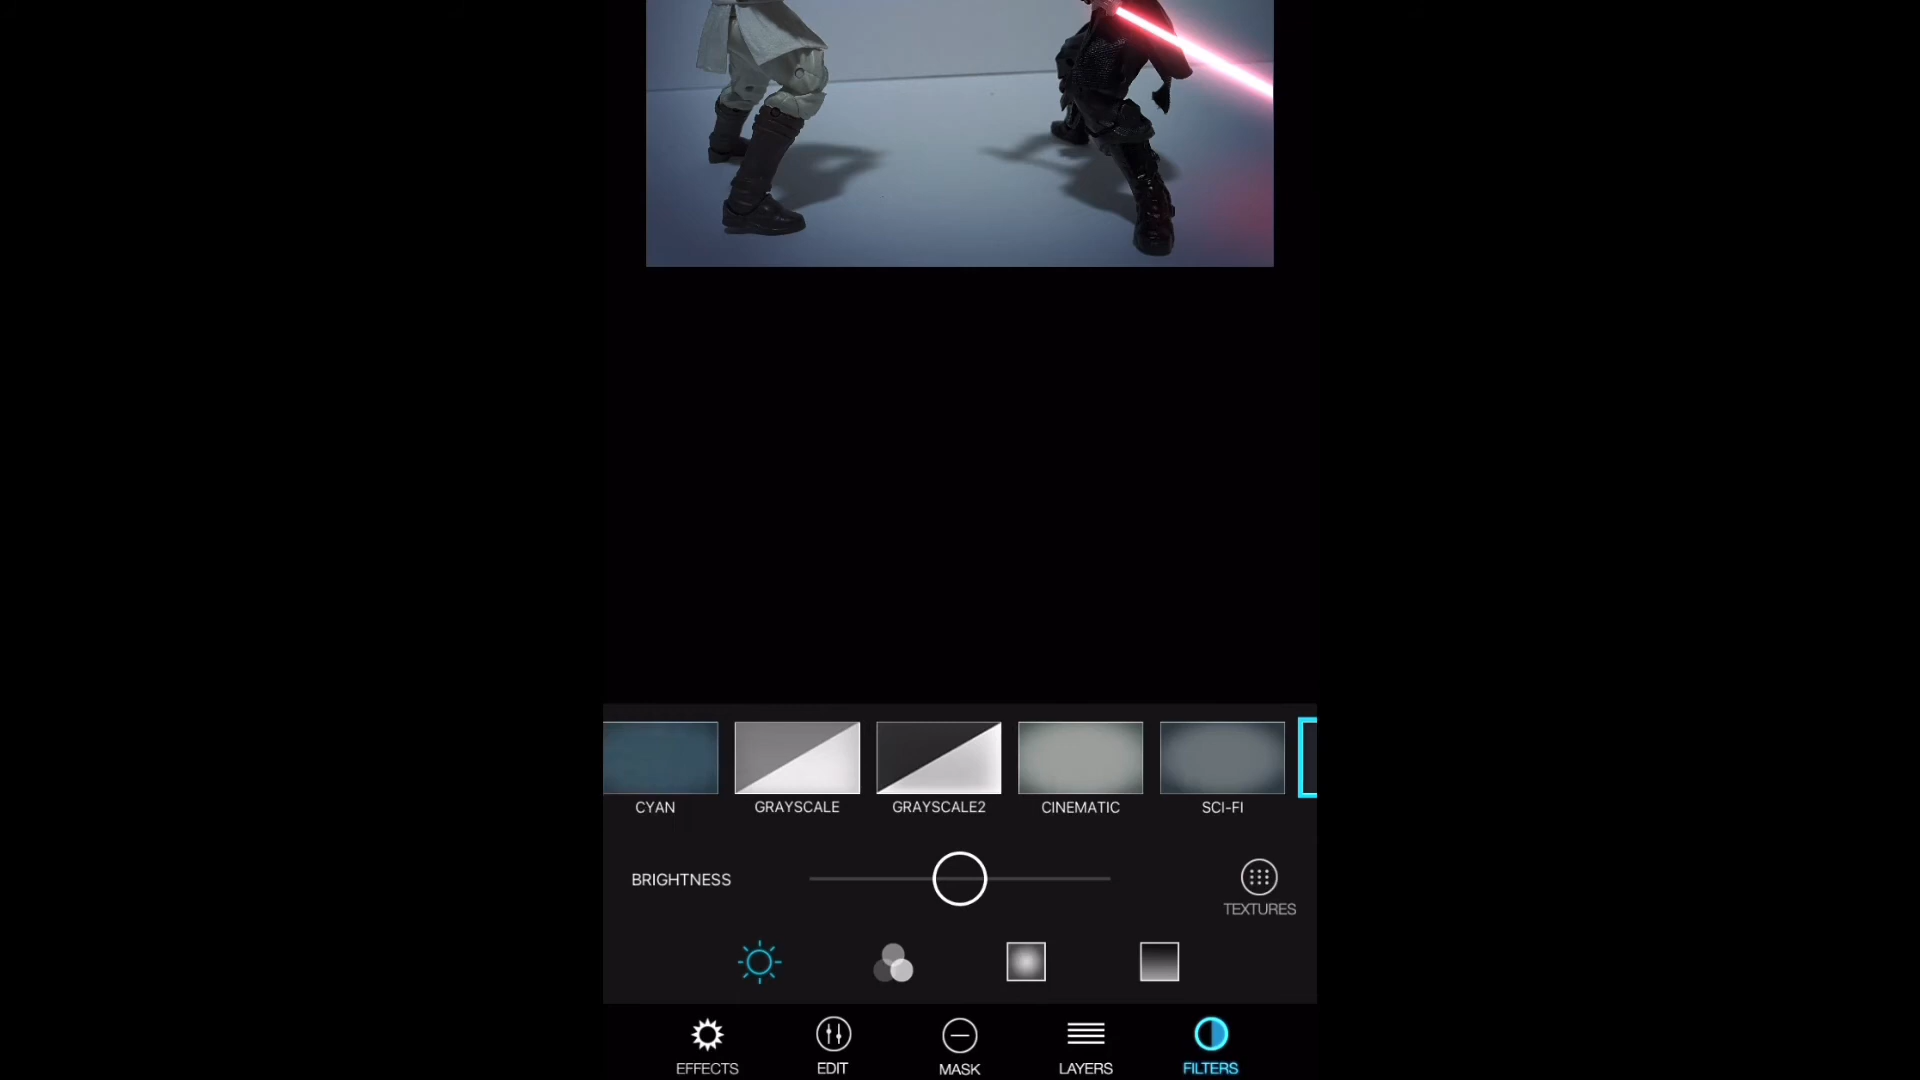 CYAN
GRAYSCALE
GRAYSCALE2
CINEMATIC
SCI-FI
BRIGHTNESS
TEXTURES
EFFECTS
EDIT
MASK
LAYERS
FILTERS